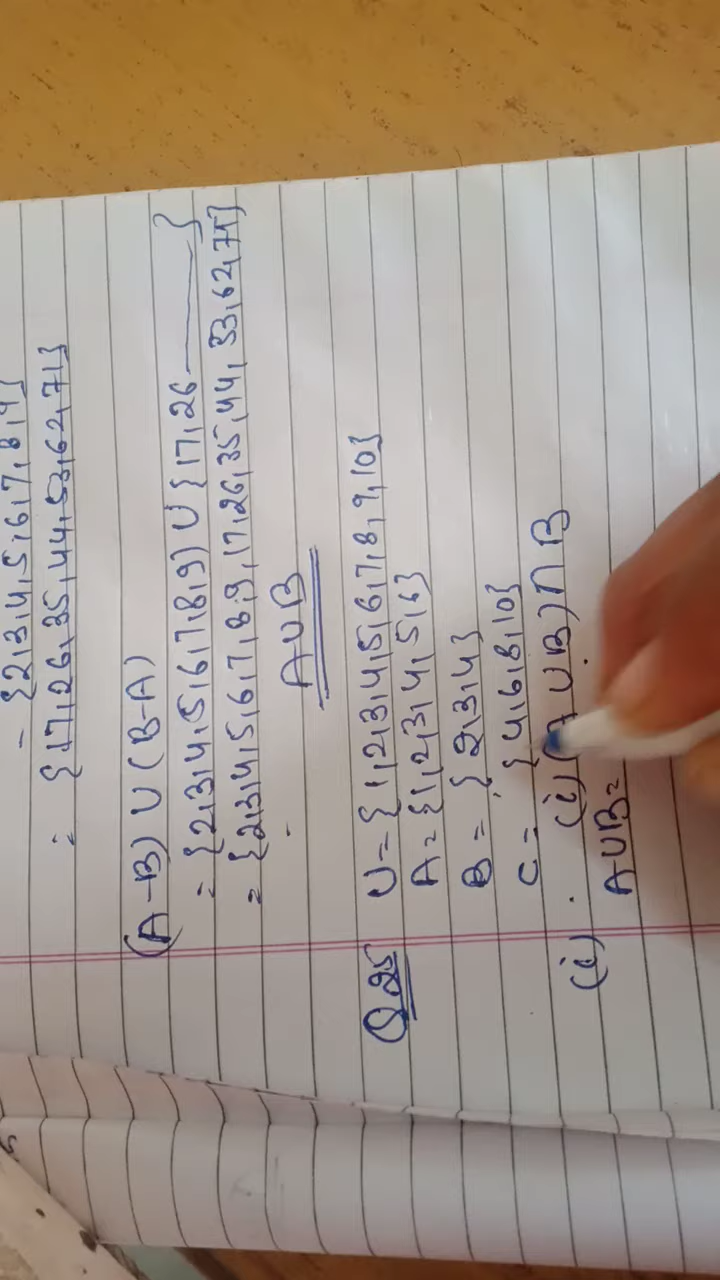 = {2,3,4,5,6,7,8,9}
= {17,26,35,44,53,62,71}
(A-B) ∪ (B-A)
= {2,3,4,5,6,7,8,9) ∪ {17,26——}
= {2,3,4,5,6,7,8,9,17,26,35,44,53,62,71}
A∪B
Q25 U= {1,2,3,4,5,6,7,8,9,10}
A= {1,2,3,4,5,6}
B = {2,3,4}
C = {4,6,8,10}
(i). (i) (A∪B)∩B
A∪B=